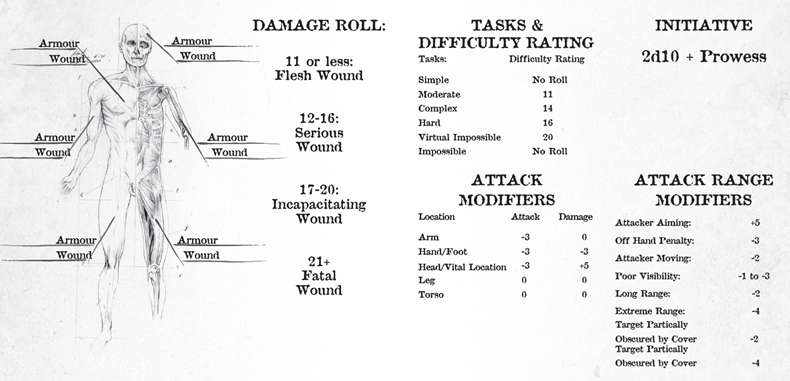 Armour
Wound
Armour
Wound
Armour
Wound
Armour
Wound
Armour
Wound
Armour
Wound
DAMAGE ROLL:
11 or less:
Flesh Wound
12-16:
Serious
Wound
17-20:
Incapacitating
Wound
21+
Fatal
Wound
TASKS &
DIFFICULTY RATING
Tasks: Difficulty Rating
Simple No Roll
Moderate 11
Complex 14
Hard 16
Virtual Impossible 20
Impossible No Roll
ATTACK
MODIFIERS
Location Attack Damage
Arm -3 0
Hand/Foot -3 -3
Head/Vital Location -3 +5
Leg 0 0
Torso 0 0
INITIATIVE
2d10 + Prowess
ATTACK RANGE
MODIFIERS
Attacker Aiming: +5
Off Hand Penalty: -3
Attacker Moving: -2
Poor Visibility: -1 to -3
Long Range: -2
Extreme Range: -4
Target Partically
Obscured by Cover -2
Target Partically
Obscured by Cover -4